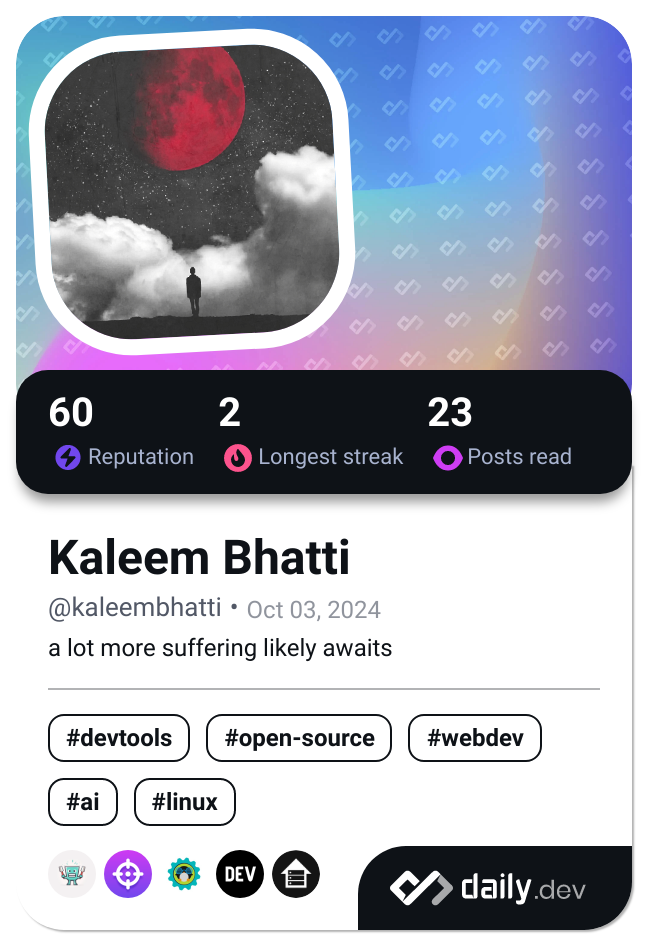 60 2 23
Reputation Longest streak Posts read
Kaleem Bhatti
@kaleembhatti • Oct 03, 2024
a lot more suffering likely awaits
#devtools #open-source #webdev
#ai #linux
DEV
daily.dev